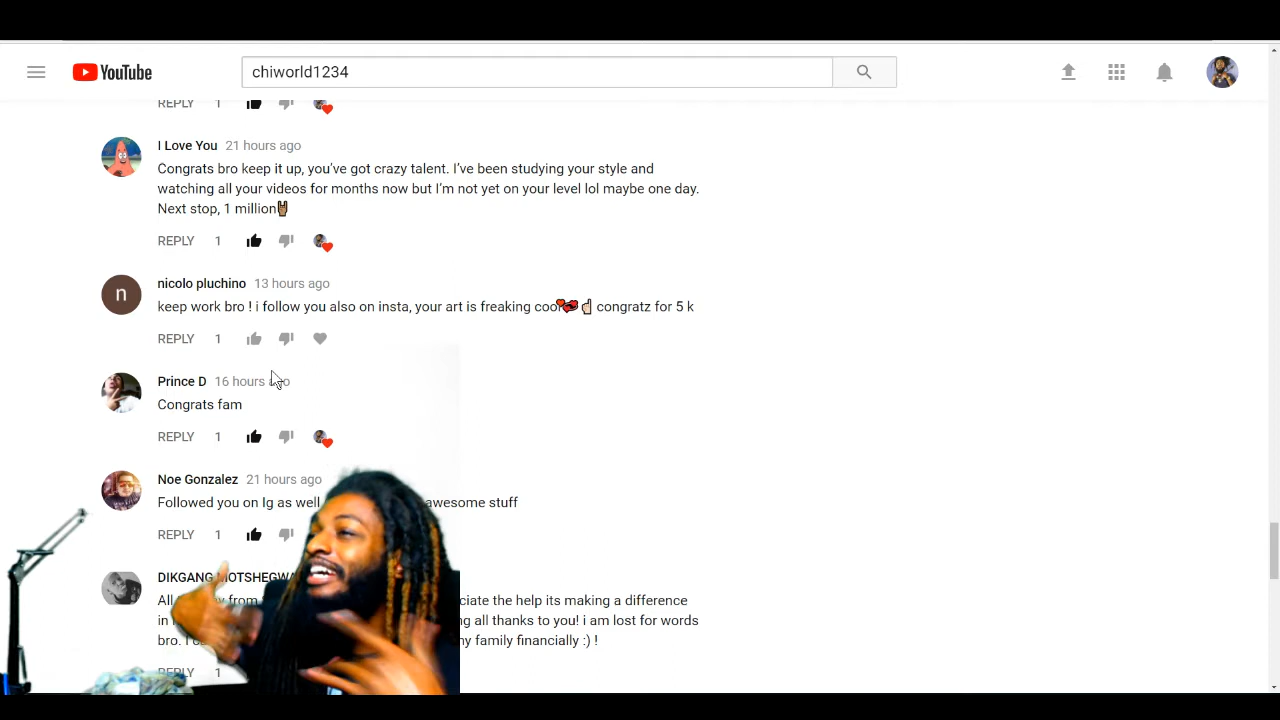 YouTube
chiworld1234
REPLY 1
I Love You 21 hours ago
Congrats bro keep it up, you've got crazy talent. I've been studying your style and
watching all your videos for months now but I'm not yet on your level lol maybe one day.
Next stop, 1 million🤘🏽
REPLY 1
n
nicolo pluchino 13 hours ago
keep work bro ! i follow you also on insta, your art is freaking cool💞☝🏻 congratz for 5 k
REPLY 1
Prince D 16 hours ago
Congrats fam
REPLY 1
Noe Gonzalez 21 hours ago
Followed you on Ig as well awesome stuff
REPLY 1
DIKGANG MOTSHEGWA
All from the help its making a difference
in all thanks to you! i am lost for words
bro. I my family financially :) !
REPLY 1